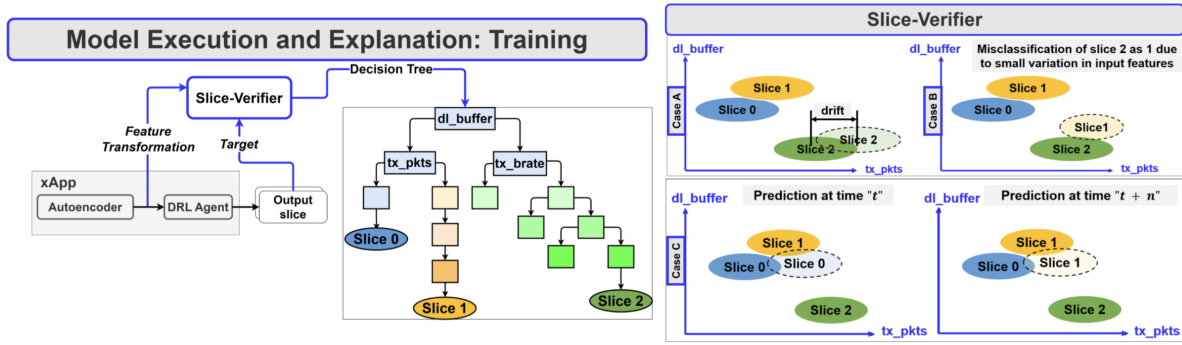 Model Execution and Explanation: Training
Decision Tree
Slice-Verifier
Feature
Transformation
Target
xApp
Autoencoder
DRL Agent
Output
slice
dl_buffer
tx_pkts
tx_brate
Slice 0
Slice 1
Slice 2
Slice-Verifier
Case A
dl_buffer
Slice 1
Slice 0
drift
Slice 2
Slice 2
tx_pkts
Case B
dl_buffer
Misclassification of slice 2 as 1 due
to small variation in input features
Slice 1
Slice 0
Slice1
Slice 2
tx_pkts
Case C
dl_buffer
Prediction at time "t"
Slice 1
Slice 0
Slice 0
Slice 2
tx_pkts
dl_buffer
Prediction at time "t + n"
Slice 1
Slice 0
Slice 1
Slice 2
tx_pkts